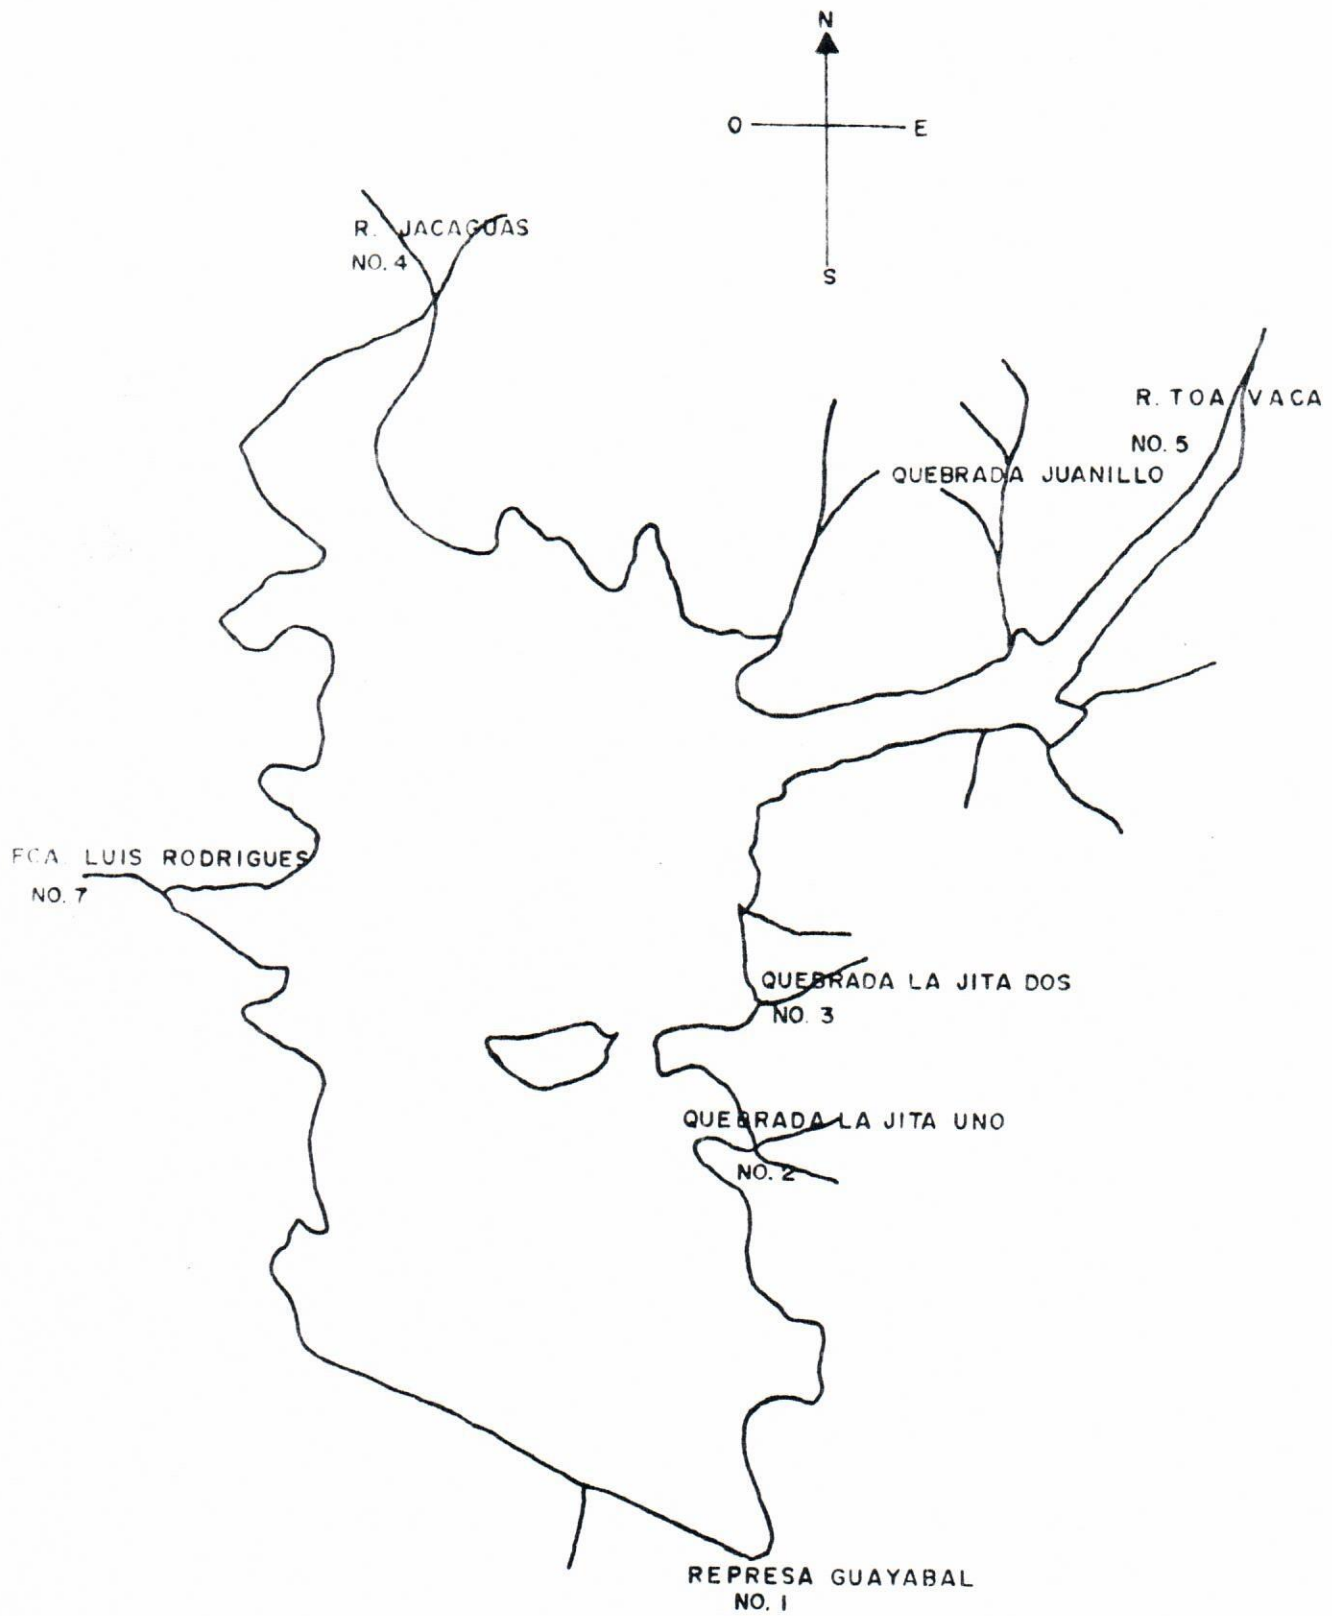 N
O E
S
R. JACAGUAS
NO. 4
R. TOA VACA
NO. 5
QUEBRADA JUANILLO
FCA. LUIS RODRIGUES
NO. 7
QUEBRADA LA JITA DOS
NO. 3
QUEBRADA LA JITA UNO
NO. 2
REPRESA GUAYABAL
NO. 1